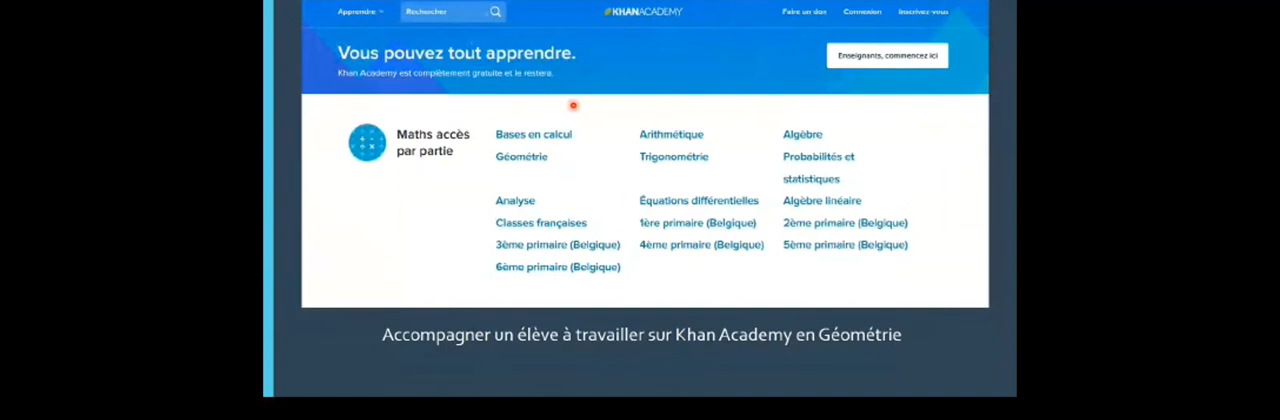 Apprendre
Rechercher
KHANACADEMY
Faire un don
Connexion
Inscrivez-vous
Vous pouvez tout apprendre.
Khan Academy est complètement gratuite et le restera.
Enseignants, commencez ici
Maths accès
par partie
Bases en calcul
Arithmétique
Algèbre
Géométrie
Trigonométrie
Probabilités et
statistiques
Analyse
Équations différentielles
Algèbre linéaire
Classes françaises
1ère primaire (Belgique)
2ème primaire (Belgique)
3ème primaire (Belgique)
4ème primaire (Belgique)
5ème primaire (Belgique)
6ème primaire (Belgique)
Accompagner un élève à travailler sur Khan Academy en Géométrie